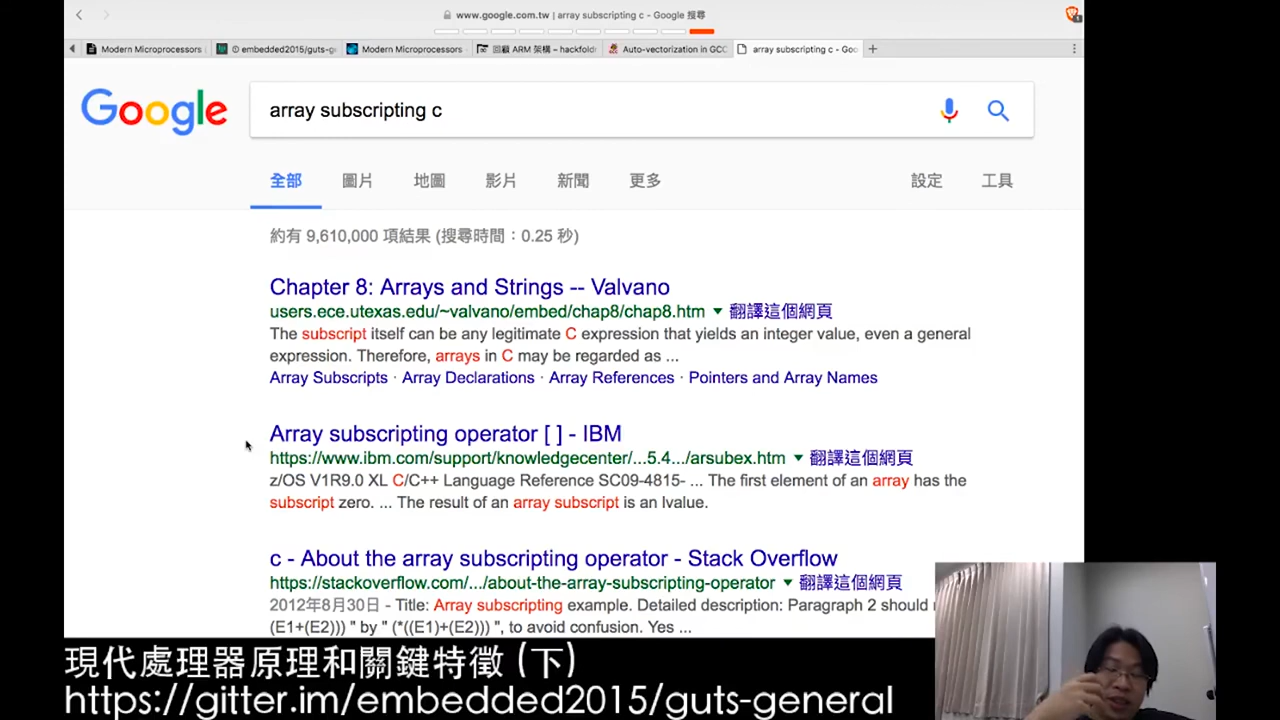 www.google.com.tw | array subscripting c - Google 搜尋
Modern Microprocessors
embedded2015/guts-g
Modern Microprocessors
回顧 ARM 架構 – hackfold
Auto-vectorization in GCC
array subscripting c - Goo
Google
array subscripting c
全部 圖片 地圖 影片 新聞 更多 設定 工具
約有 9,610,000 項結果 (搜尋時間：0.25 秒)
Chapter 8: Arrays and Strings -- Valvano
users.ece.utexas.edu/~valvano/embed/chap8/chap8.htm ▼ 翻譯這個網頁
The subscript itself can be any legitimate C expression that yields an integer value, even a general
expression. Therefore, arrays in C may be regarded as ...
Array Subscripts · Array Declarations · Array References · Pointers and Array Names
Array subscripting operator [ ] - IBM
https://www.ibm.com/support/knowledgecenter/...5.4.../arsubex.htm ▼ 翻譯這個網頁
z/OS V1R9.0 XL C/C++ Language Reference SC09-4815- ... The first element of an array has the
subscript zero. ... The result of an array subscript is an lvalue.
c - About the array subscripting operator - Stack Overflow
https://stackoverflow.com/.../about-the-array-subscripting-operator ▼ 翻譯這個網頁
2012年8月30日 - Title: Array subscripting example. Detailed description: Paragraph 2 should
(E1+(E2))) " by " (*((E1)+(E2))) ", to avoid confusion. Yes ...
現代處理器原理和關鍵特徵 (下)
https://gitter.im/embedded2015/guts-general